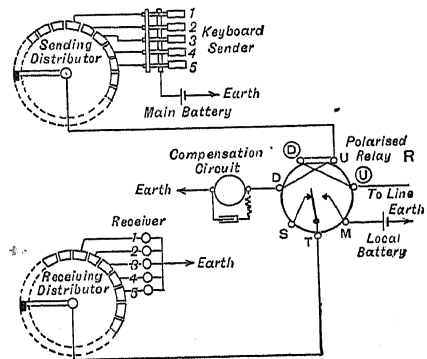 1
2
3
4
5
Keyboard
Sender
Sending
Distributor
Earth
Main Battery
Compensation
Circuit
Polarised
Relay R
D
U
D
U
Earth
To Line
Earth
S
T
M
Local
Battery
Receiver
1
2
3
4
5
Earth
Receiving
Distributor